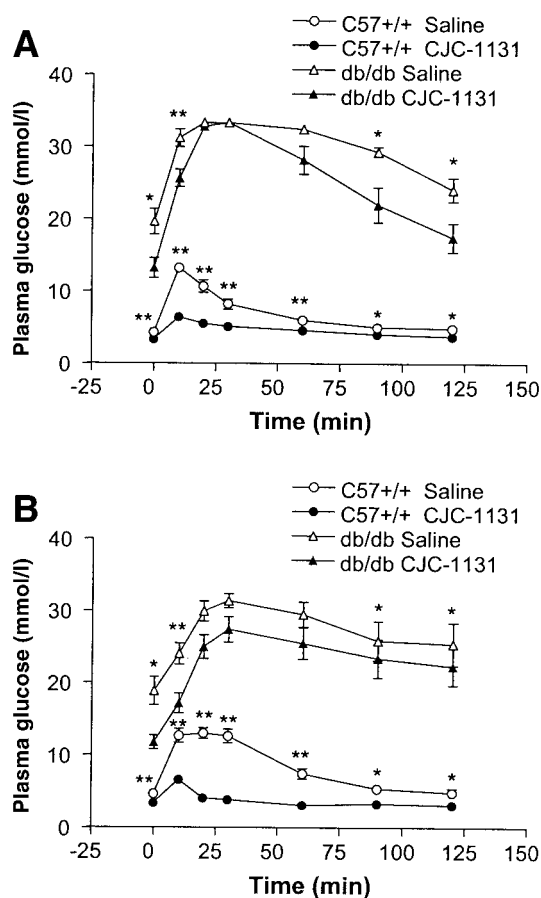 A
C57+/+ Saline
C57+/+ CJC-1131
db/db Saline
db/db CJC-1131
Plasma glucose (mmol/l)
40
30
20
10
0
*
**
*
*
**
**
**
**
**
*
*
-25 0 25 50 75 100 125 150
Time (min)
B
C57+/+ Saline
C57+/+ CJC-1131
db/db Saline
db/db CJC-1131
Plasma glucose (mmol/l)
40
30
20
10
0
*
**
*
*
**
**
**
**
**
*
*
-25 0 25 50 75 100 125 150
Time (min)